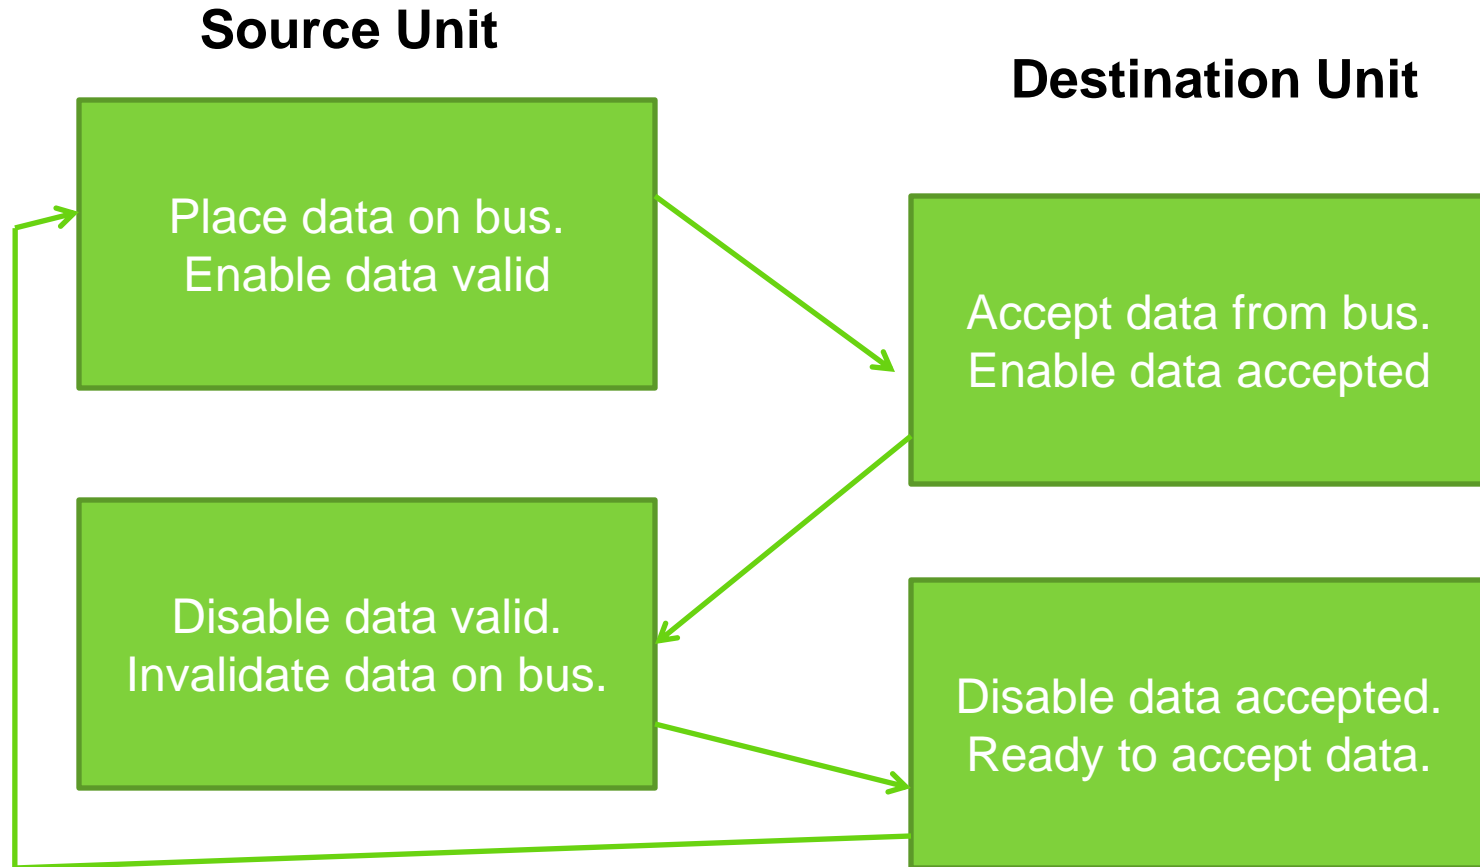 Source Unit
Destination Unit
Place data on bus.
Enable data valid
Accept data from bus.
Enable data accepted
Disable data valid.
Invalidate data on bus.
Disable data accepted.
Ready to accept data.